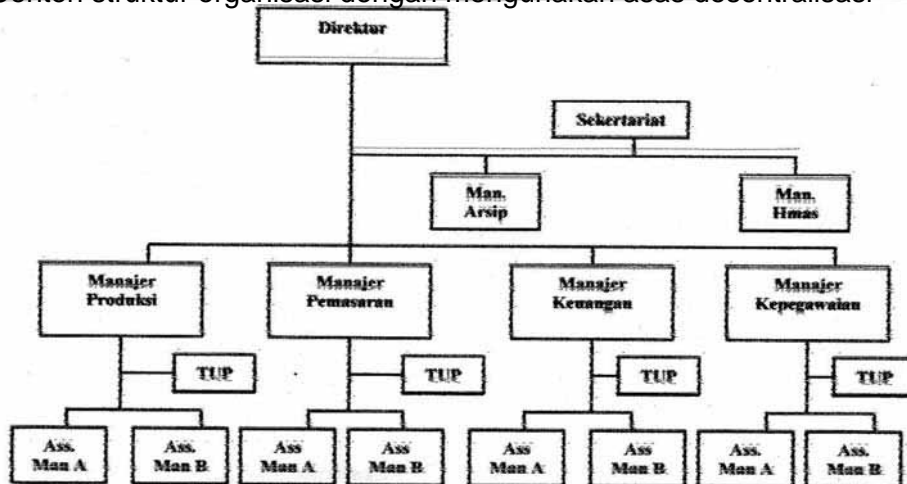 Contoh struktur organisasi dengan mengunakan asas desentralisasi
Direktur
Sekertariat
Man.
Arsip
Man.
Hmas
Manajer
Produksi
Manajer
Pemasaran
Manajer
Keuangan
Manajer
Kepegawaian
TUP
TUP
TUP
TUP
Ass.
Man A
Ass.
Man B
Ass
Man A
Ass
Man B
Ass.
Man A
Ass
Man B
Ass.
Man A
Ass.
Man B